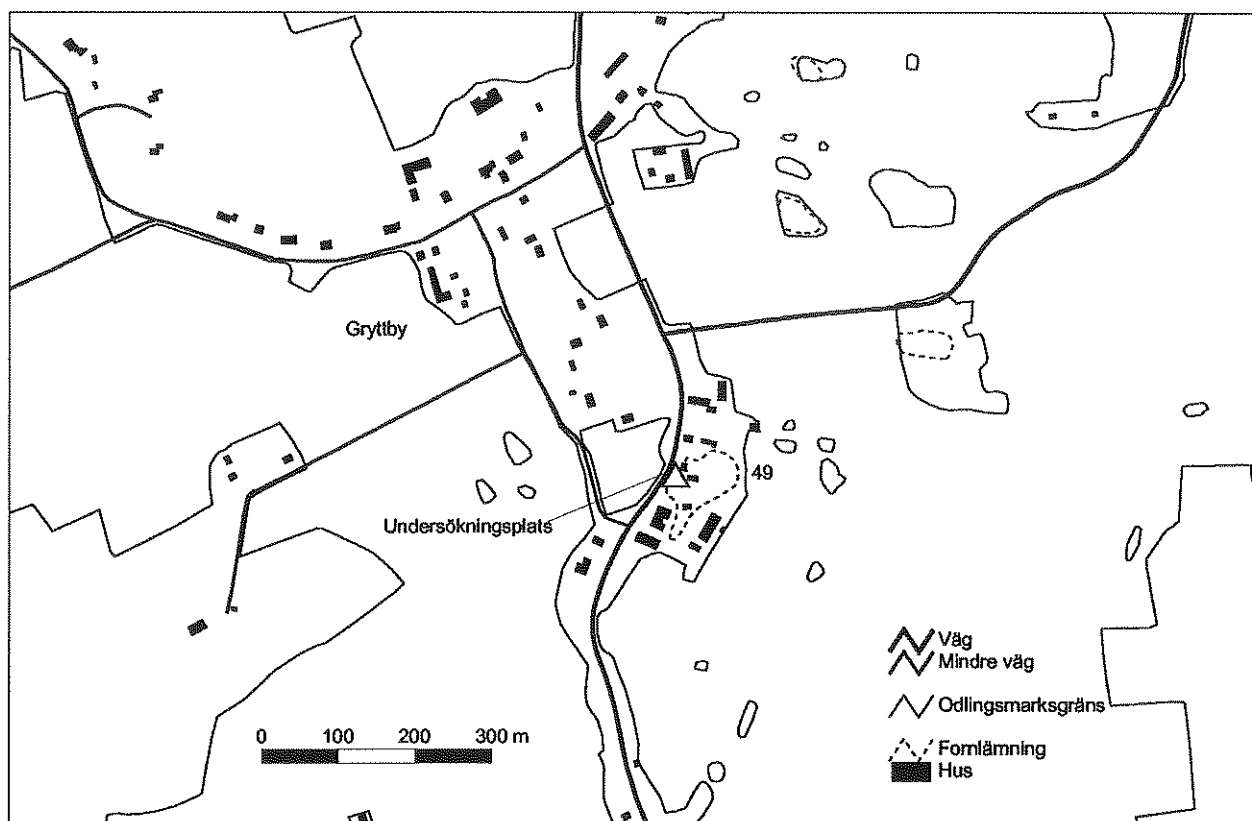 Gryttby
49
Undersökningsplats
Väg
Mindre väg
Odlingsmarksgräns
Fornlämning
Hus
0 100 200 300 m